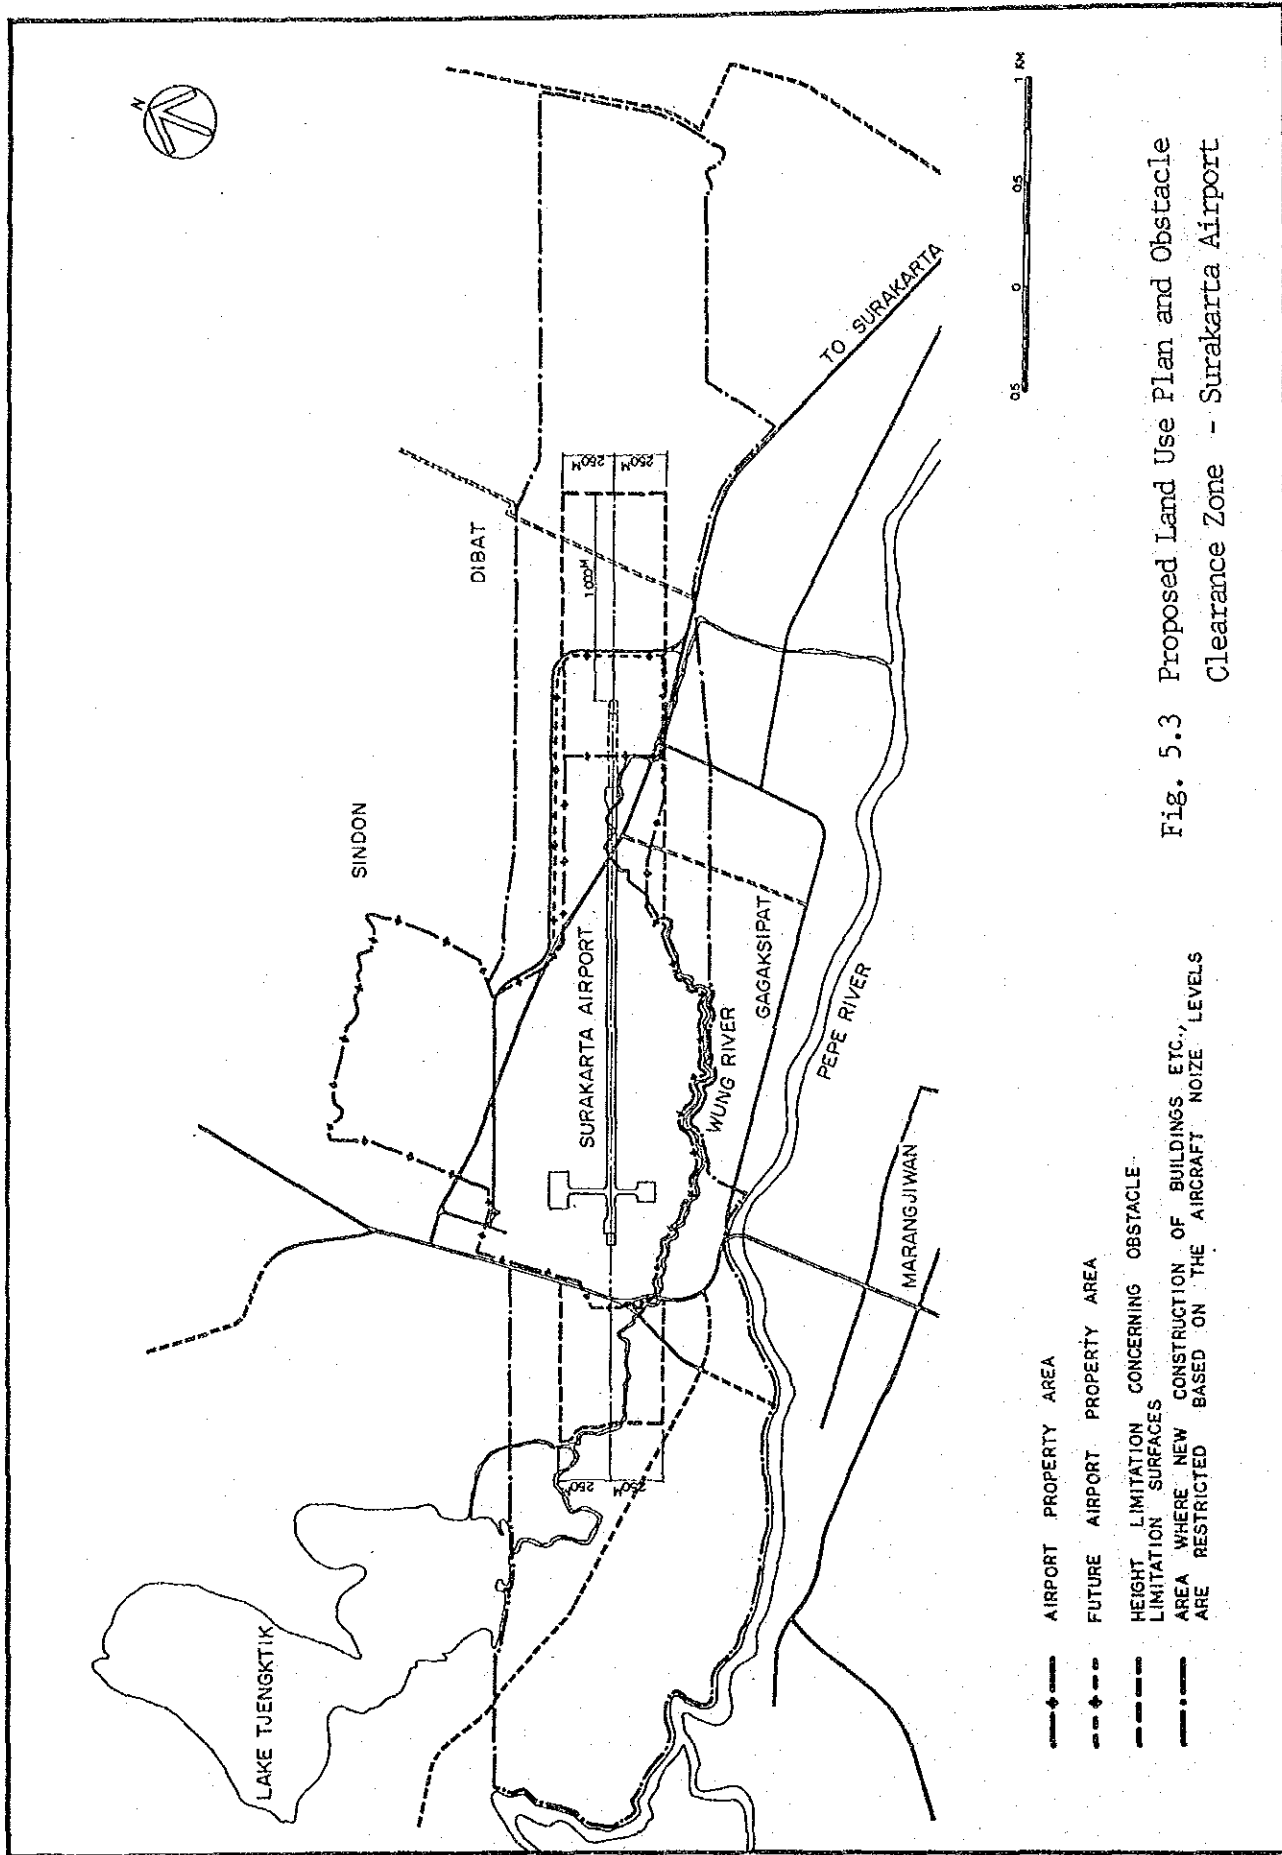 N
LAKE TJENGKTIK
SINDON
DIBAT
250M
250M
1000M
250M
250M
SURAKARTA AIRPORT
WUNG RIVER
GAGAKSIPAT
PEPE RIVER
MARANGJIWAN
TO SURAKARTA
0.5 0 0.5 1 KM
AIRPORT PROPERTY AREA
FUTURE AIRPORT PROPERTY AREA
HEIGHT LIMITATION CONCERNING OBSTACLE
LIMITATION SURFACES
AREA WHERE NEW CONSTRUCTION OF BUILDINGS ETC.,
ARE RESTRICTED BASED ON THE AIRCRAFT NOIZE LEVELS
Fig. 5.3 Proposed Land Use Plan and Obstacle
Clearance Zone - Surakarta Airport